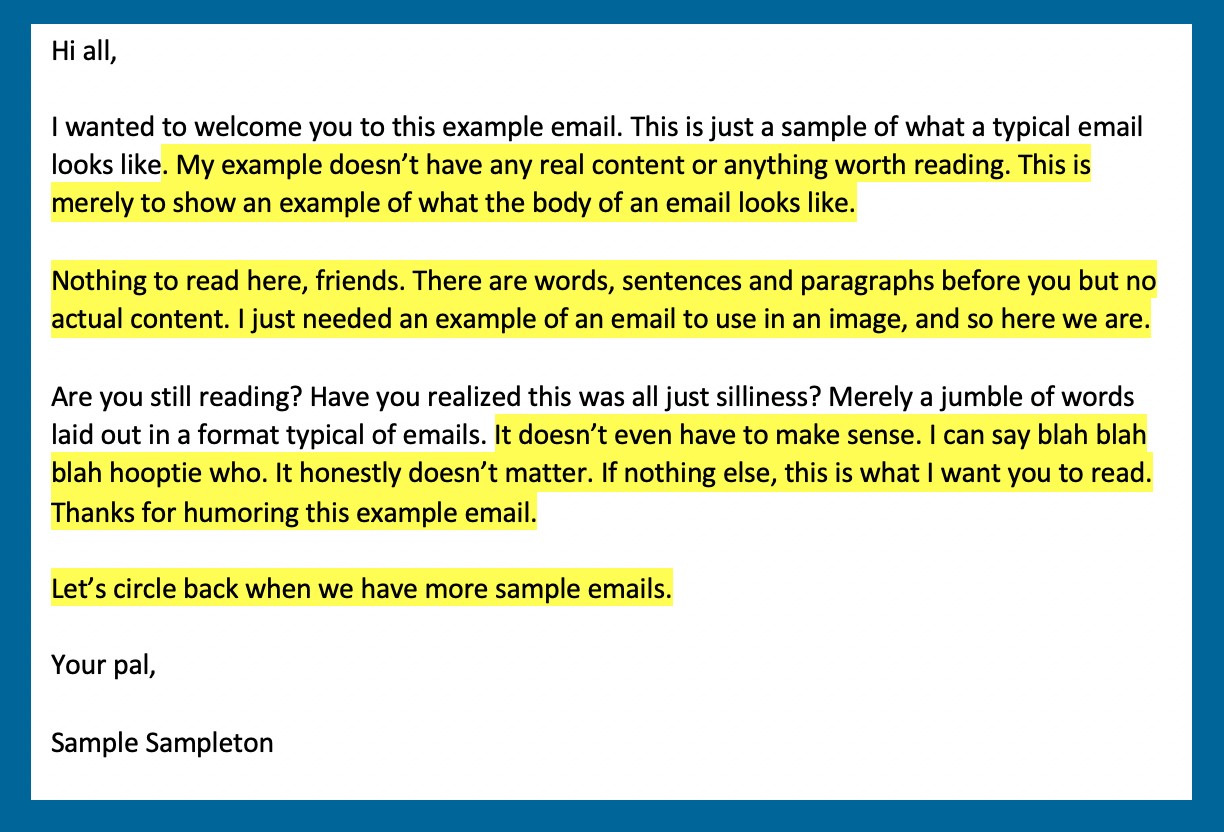 Hi all,
I wanted to welcome you to this example email. This is just a sample of what a typical email
looks like. My example doesn’t have any real content or anything worth reading. This is
merely to show an example of what the body of an email looks like.
Nothing to read here, friends. There are words, sentences and paragraphs before you but no
actual content. I just needed an example of an email to use in an image, and so here we are.
Are you still reading? Have you realized this was all just silliness? Merely a jumble of words
laid out in a format typical of emails. It doesn’t even have to make sense. I can say blah blah
blah hooptie who. It honestly doesn’t matter. If nothing else, this is what I want you to read.
Thanks for humoring this example email.
Let’s circle back when we have more sample emails.
Your pal,
Sample Sampleton